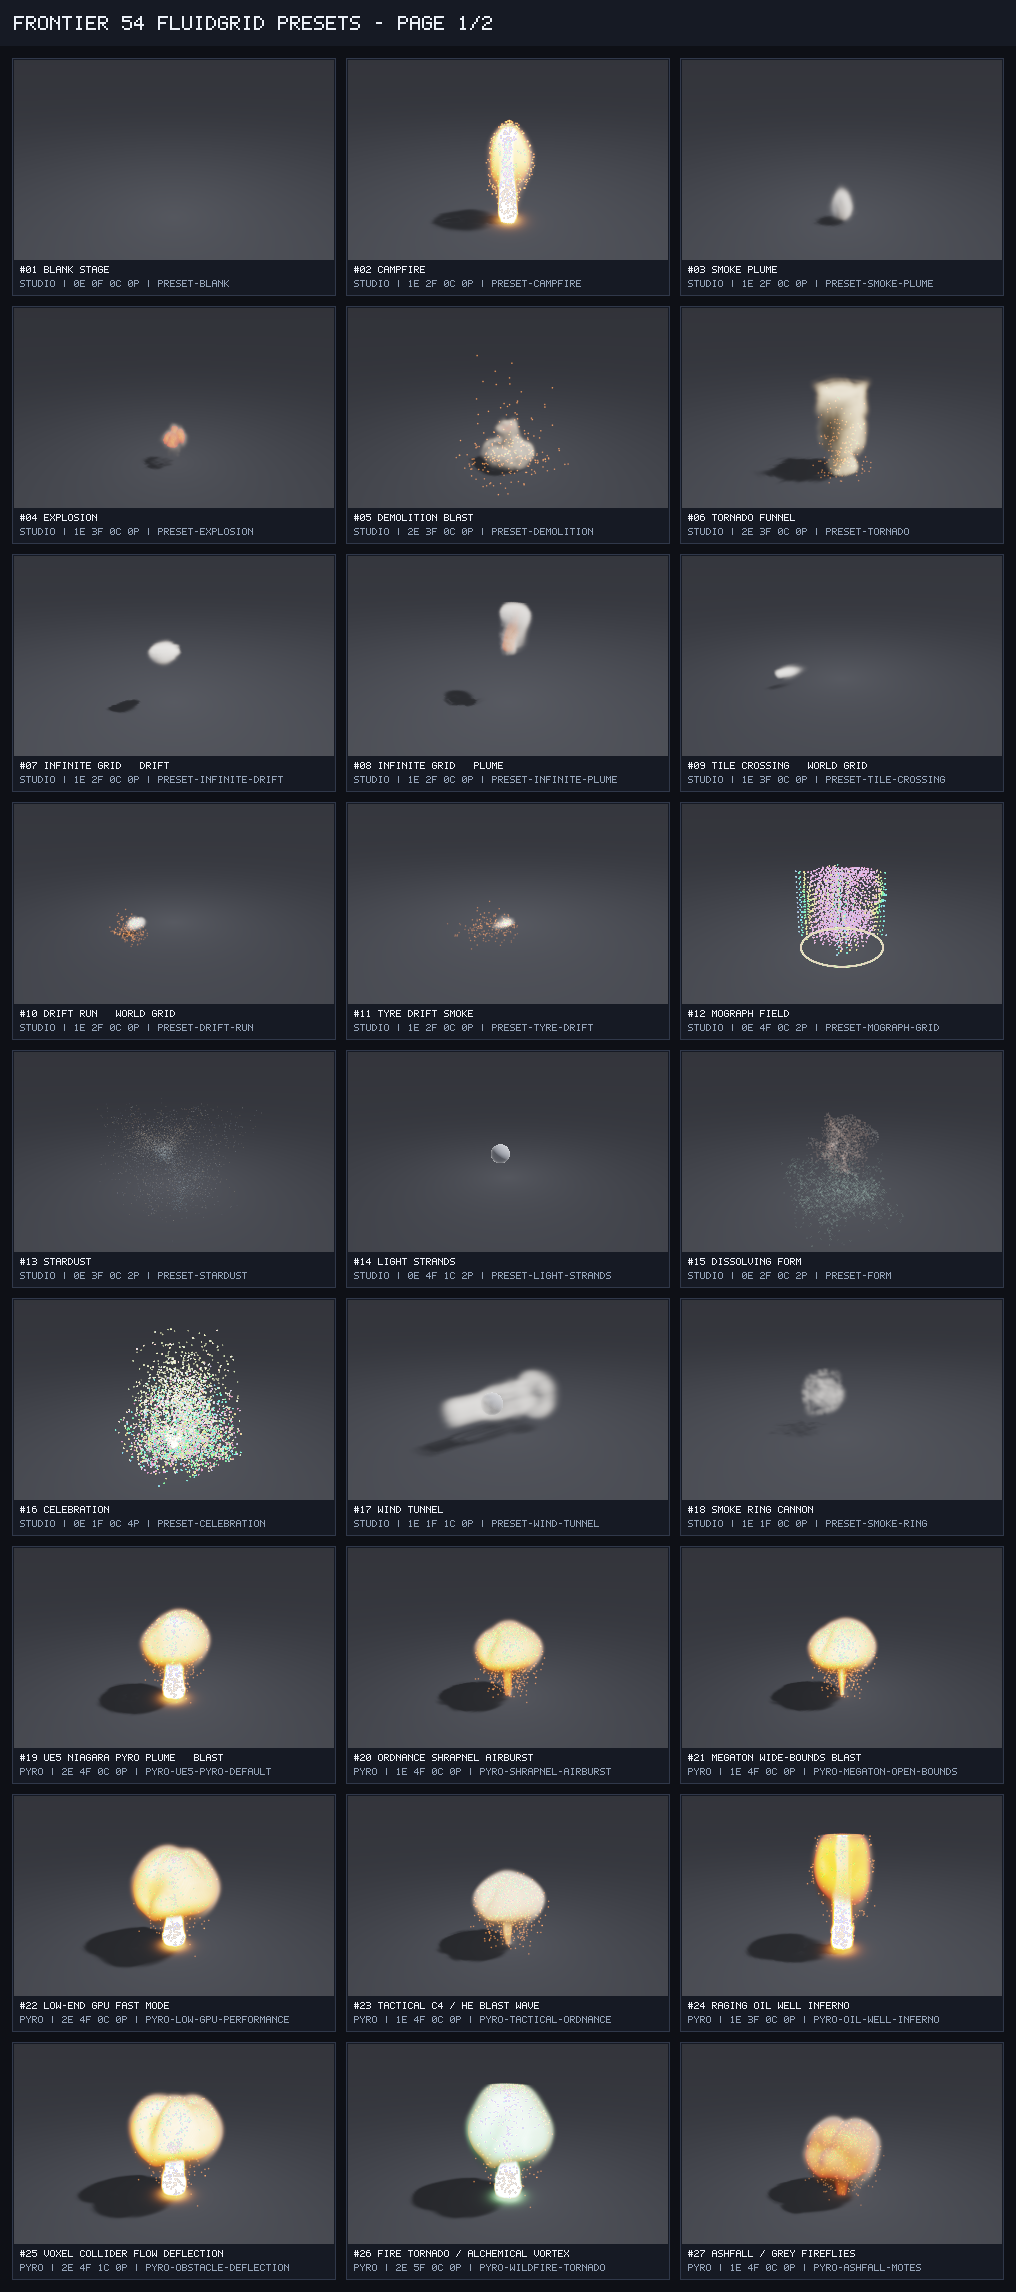 FRONTIER 54 FLUIDGRID PRESETS - PAGE 1/2
#01 BLANK STAGE
STUDIO | 0E 0F 0C 0P | PRESET-BLANK
#02 CAMPFIRE
STUDIO | 1E 2F 0C 0P | PRESET-CAMPFIRE
#03 SMOKE PLUME
STUDIO | 1E 2F 0C 0P | PRESET-SMOKE-PLUME
#04 EXPLOSION
STUDIO | 1E 3F 0C 0P | PRESET-EXPLOSION
#05 DEMOLITION BLAST
STUDIO | 2E 3F 0C 0P | PRESET-DEMOLITION
#06 TORNADO FUNNEL
STUDIO | 2E 3F 0C 0P | PRESET-TORNADO
#07 INFINITE GRID   DRIFT
STUDIO | 1E 2F 0C 0P | PRESET-INFINITE-DRIFT
#08 INFINITE GRID   PLUME
STUDIO | 1E 2F 0C 0P | PRESET-INFINITE-PLUME
#09 TILE CROSSING   WORLD GRID
STUDIO | 1E 3F 0C 0P | PRESET-TILE-CROSSING
#10 DRIFT RUN   WORLD GRID
STUDIO | 1E 2F 0C 0P | PRESET-DRIFT-RUN
#11 TYRE DRIFT SMOKE
STUDIO | 1E 2F 0C 0P | PRESET-TYRE-DRIFT
#12 MOGRAPH FIELD
STUDIO | 0E 4F 0C 2P | PRESET-MOGRAPH-GRID
#13 STARDUST
STUDIO | 0E 3F 0C 2P | PRESET-STARDUST
#14 LIGHT STRANDS
STUDIO | 0E 4F 1C 2P | PRESET-LIGHT-STRANDS
#15 DISSOLVING FORM
STUDIO | 0E 2F 0C 2P | PRESET-FORM
#16 CELEBRATION
STUDIO | 0E 1F 0C 4P | PRESET-CELEBRATION
#17 WIND TUNNEL
STUDIO | 1E 1F 1C 0P | PRESET-WIND-TUNNEL
#18 SMOKE RING CANNON
STUDIO | 1E 1F 0C 0P | PRESET-SMOKE-RING
#19 UE5 NIAGARA PYRO PLUME   BLAST
PYRO | 2E 4F 0C 0P | PYRO-UE5-PYRO-DEFAULT
#20 ORDNANCE SHRAPNEL AIRBURST
PYRO | 1E 4F 0C 0P | PYRO-SHRAPNEL-AIRBURST
#21 MEGATON WIDE-BOUNDS BLAST
PYRO | 1E 4F 0C 0P | PYRO-MEGATON-OPEN-BOUNDS
#22 LOW-END GPU FAST MODE
PYRO | 2E 4F 0C 0P | PYRO-LOW-GPU-PERFORMANCE
#23 TACTICAL C4 / HE BLAST WAVE
PYRO | 1E 4F 0C 0P | PYRO-TACTICAL-ORDNANCE
#24 RAGING OIL WELL INFERNO
PYRO | 1E 3F 0C 0P | PYRO-OIL-WELL-INFERNO
#25 VOXEL COLLIDER FLOW DEFLECTION
PYRO | 2E 4F 1C 0P | PYRO-OBSTACLE-DEFLECTION
#26 FIRE TORNADO / ALCHEMICAL VORTEX
PYRO | 2E 5F 0C 0P | PYRO-WILDFIRE-TORNADO
#27 ASHFALL / GREY FIREFLIES
PYRO | 1E 4F 0C 0P | PYRO-ASHFALL-MOTES